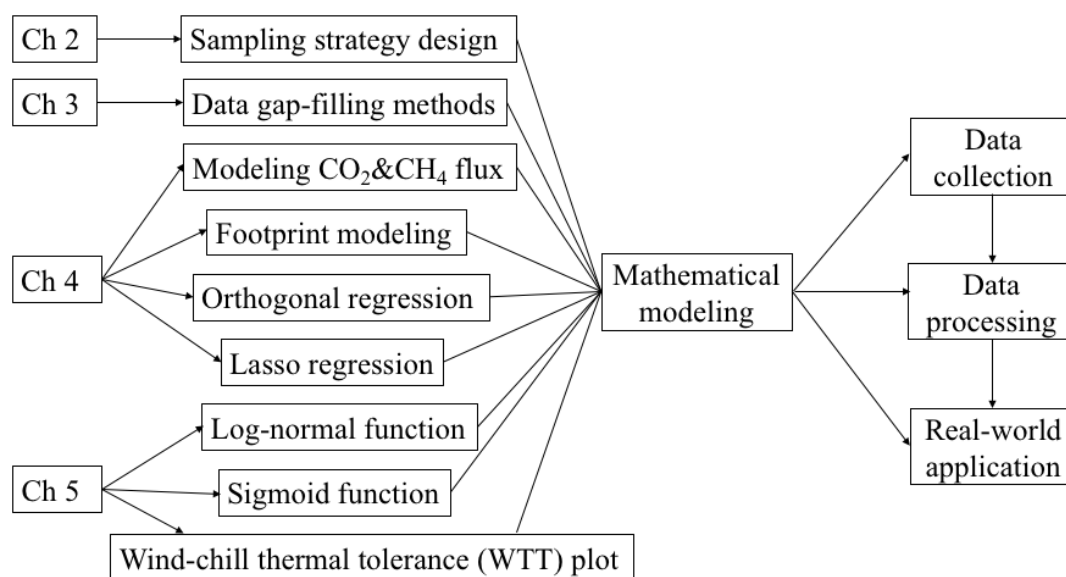 Ch 2
Sampling strategy design
Ch 3
Data gap-filling methods
Modeling CO₂&CH₄ flux
Footprint modeling
Ch 4
Orthogonal regression
Lasso regression
Log-normal function
Ch 5
Sigmoid function
Wind-chill thermal tolerance (WTT) plot
Mathematical
modeling
Data
collection
Data
processing
Real-world
application